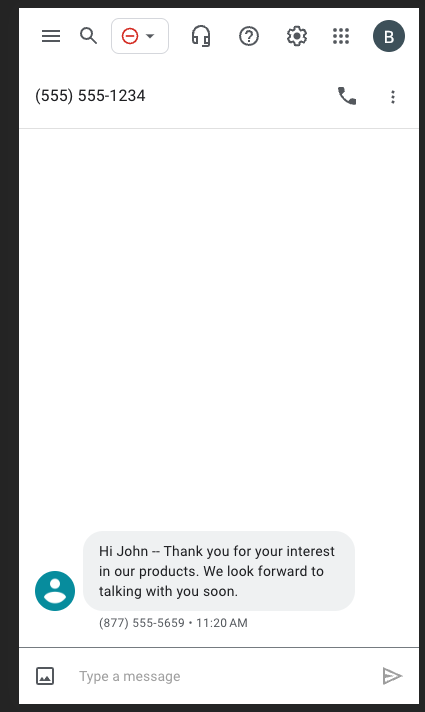 B
(555) 555-1234
Hi John -- Thank you for your interest
in our products. We look forward to
talking with you soon.
(877) 555-5659 • 11:20 AM
Type a message